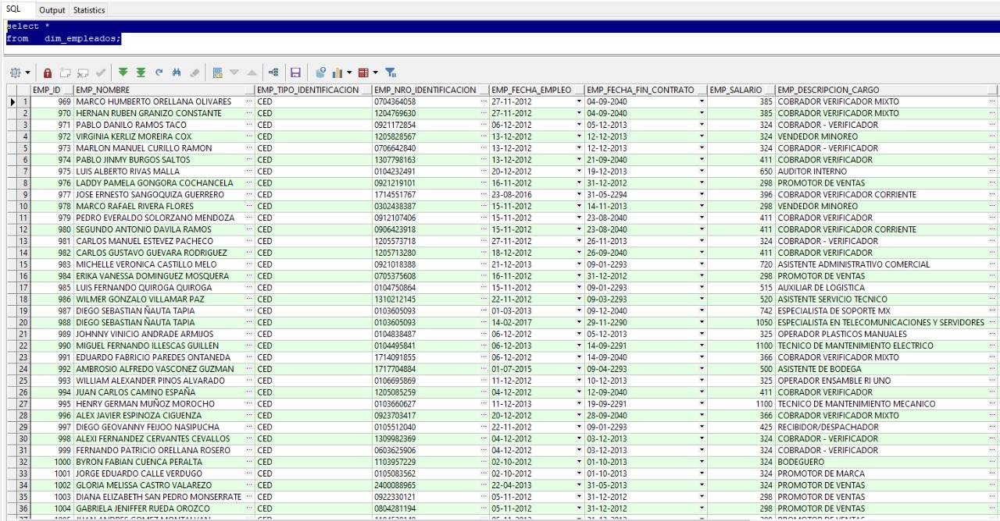 SQL Output Statistics
select *
from dim_empleados;
EMP_ID EMP_NOMBRE EMP_TIPO_IDENTIFICACION EMP_NRO_IDENTIFICACION EMP_FECHA_EMPLEO EMP_FECHA_FIN_CONTRATO EMP_SALARIO EMP_DESCRIPCION_CARGO
1 969 MARCO HUMBERTO ORELLANA OLIVARES CED 0704364058 27-11-2012 04-09-2040 385 COBRADOR VERIFICADOR MIXTO
2 970 HERNAN RUBEN GRANIZO CONSTANTE CED 1204769630 27-11-2012 04-09-2040 385 COBRADOR VERIFICADOR MIXTO
3 971 PABLO DANILO RAMOS TACO CED 0921172854 06-12-2012 05-12-2013 324 COBRADOR - VERIFICADOR
4 972 VIRGINIA KERLIZ MOREIRA COX CED 1205828567 13-12-2012 12-12-2013 324 VENDEDOR MINOREO
5 973 MARLON MANUEL CURILLO RAMON CED 0706642840 13-12-2012 12-12-2013 324 COBRADOR - VERIFICADOR
6 974 PABLO JINMY BURGOS SALTOS CED 1307798163 13-12-2012 21-09-2040 411 COBRADOR VERIFICADOR
7 975 LUIS ALBERTO RIVAS MALLA CED 0104232491 20-12-2012 19-12-2013 650 AUDITOR INTERNO
8 976 LADDY PAMELA GONGORA COCHANCELA CED 0921219101 16-11-2012 31-12-2012 298 PROMOTOR DE VENTAS
9 977 JOSE ERNESTO SANGOQUIZA GUERRERO CED 1714551767 23-08-2016 31-05-2294 396 COBRADOR VERIFICADOR CORRIENTE
10 978 MARCO RAFAEL RIVERA FLORES CED 0302438387 15-11-2012 14-11-2013 298 VENDEDOR MINOREO
11 979 PEDRO EVERALDO SOLORZANO MENDOZA CED 0912107406 15-11-2012 23-08-2040 411 COBRADOR VERIFICADOR
12 980 SEGUNDO ANTONIO DAVILA RAMOS CED 0906423918 15-11-2012 23-08-2040 411 COBRADOR VERIFICADOR CORRIENTE
13 981 CARLOS MANUEL ESTEVEZ PACHECO CED 1205573718 27-11-2012 26-11-2013 324 COBRADOR - VERIFICADOR
14 982 CARLOS GUSTAVO GUEVARA RODRIGUEZ CED 1205713280 18-12-2012 26-09-2040 411 COBRADOR VERIFICADOR
15 983 MICHELLE VERONICA CASTILLO MELO CED 0921018388 21-12-2013 09-01-2293 720 ASISTENTE ADMINISTRATIVO COMERCIAL
16 984 ERIKA VANESSA DOMINGUEZ MOSQUERA CED 0705375608 16-11-2012 31-12-2012 298 PROMOTOR DE VENTAS
17 985 LUIS FERNANDO QUIROGA QUIROGA CED 0104750864 15-11-2012 09-01-2293 515 AUXILIAR DE LOGISTICA
18 986 WILMER GONZALO VILLAMAR PAZ CED 1310212145 22-11-2012 09-03-2293 520 ASISTENTE SERVICIO TECNICO
19 987 DIEGO SEBASTIAN ÑAUTA TAPIA CED 0103605093 01-03-2013 09-12-2040 742 ESPECIALISTA DE SOPORTE MX
20 988 DIEGO SEBASTIAN ÑAUTA TAPIA CED 0103605093 14-02-2017 29-11-2290 1050 ESPECIALISTA EN TELECOMUNICACIONES Y SERVIDORES
21 989 JOHNNY VINICIO ANDRADE ARMIJOS CED 0104838487 06-12-2012 05-12-2013 325 OPERADOR PLASTICOS MANUALES
22 990 MIGUEL FERNANDO ILLESCAS GUILLEN CED 0104495841 06-12-2013 14-09-2291 1100 TECNICO DE MANTENIMIENTO ELECTRICO
23 991 EDUARDO FABRICIO PAREDES ONTANEDA CED 1714091855 06-12-2012 14-09-2040 366 COBRADOR VERIFICADOR MIXTO
24 992 AMBROSIO ALFREDO VASCONEZ GUZMAN CED 1717704884 01-07-2015 09-04-2293 500 ASISTENTE DE BODEGA
25 993 WILLIAM ALEXANDER PINOS ALVARADO CED 0106695869 11-12-2012 10-12-2013 325 OPERADOR ENSAMBLE RI UNO
26 994 JUAN CARLOS CAMINO ESPAÑA CED 1205085259 04-12-2012 12-09-2040 411 COBRADOR VERIFICADOR
27 995 HENRY GERMAN MUÑOZ MOROCHO CED 0103660627 11-12-2013 19-09-2291 1100 TECNICO DE MANTENIMIENTO MECANICO
28 996 ALEX JAVIER ESPINOZA CIGUENZA CED 0923703417 20-12-2012 28-09-2040 366 COBRADOR VERIFICADOR MIXTO
29 997 DIEGO GEOVANNY FEIJOO NASIPUCHA CED 0105512040 22-11-2012 09-01-2293 425 RECIBIDOR/DESPACHADOR
30 998 ALEXI FERNANDEZ CERVANTES CEVALLOS CED 1309982369 04-12-2012 03-12-2013 324 COBRADOR - VERIFICADOR
31 999 FERNANDO PATRICIO ORELLANA ROSERO CED 0603625906 04-12-2012 03-12-2013 324 COBRADOR - VERIFICADOR
32 1000 BYRON FABIAN CUENCA PERALTA CED 1103957229 02-10-2012 01-10-2013 324 BODEGUERO
33 1001 JORGE EDUARDO CALLE VERDUGO CED 0105083562 02-10-2012 01-10-2013 324 PROMOTOR DE MARCA
34 1002 GLORIA MELISSA CASTRO VALAREZO CED 2400088965 22-04-2013 31-05-2013 324 PROMOTOR DE VENTAS
35 1003 DIANA ELIZABETH SAN PEDRO MONSERRATE CED 0922330121 05-11-2012 31-12-2012 298 PROMOTOR DE VENTAS
36 1004 GABRIELA JENIFFER RUEDA OROZCO CED 0804281194 05-11-2012 31-12-2012 298 PROMOTOR DE VENTAS